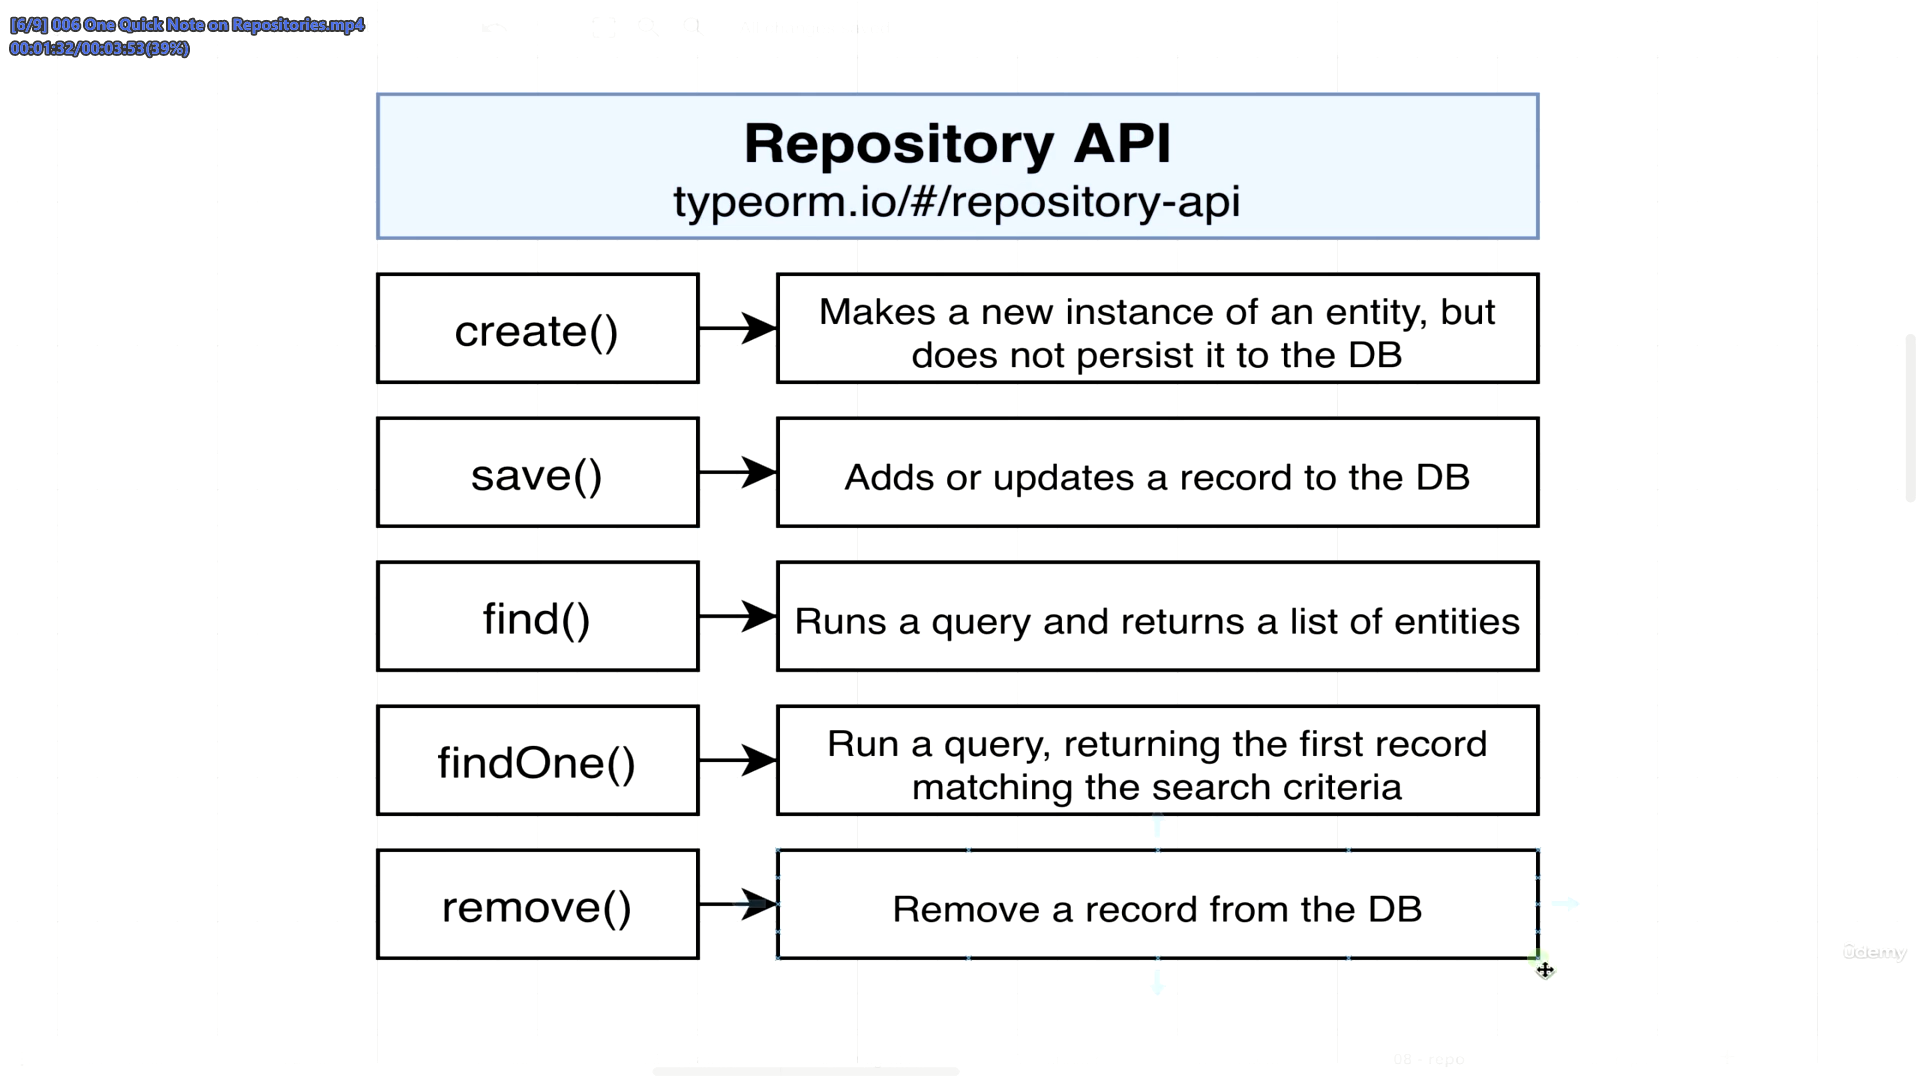 [6/9] 006 One Quick Note on Repositories.mp4
00:01:32/00:03:53(39%)
Repository API
typeorm.io/#/repository-api
create()
Makes a new instance of an entity, but
does not persist it to the DB
save()
Adds or updates a record to the DB
find()
Runs a query and returns a list of entities
findOne()
Run a query, returning the first record
matching the search criteria
remove()
Remove a record from the DB
udemy
08 - repo